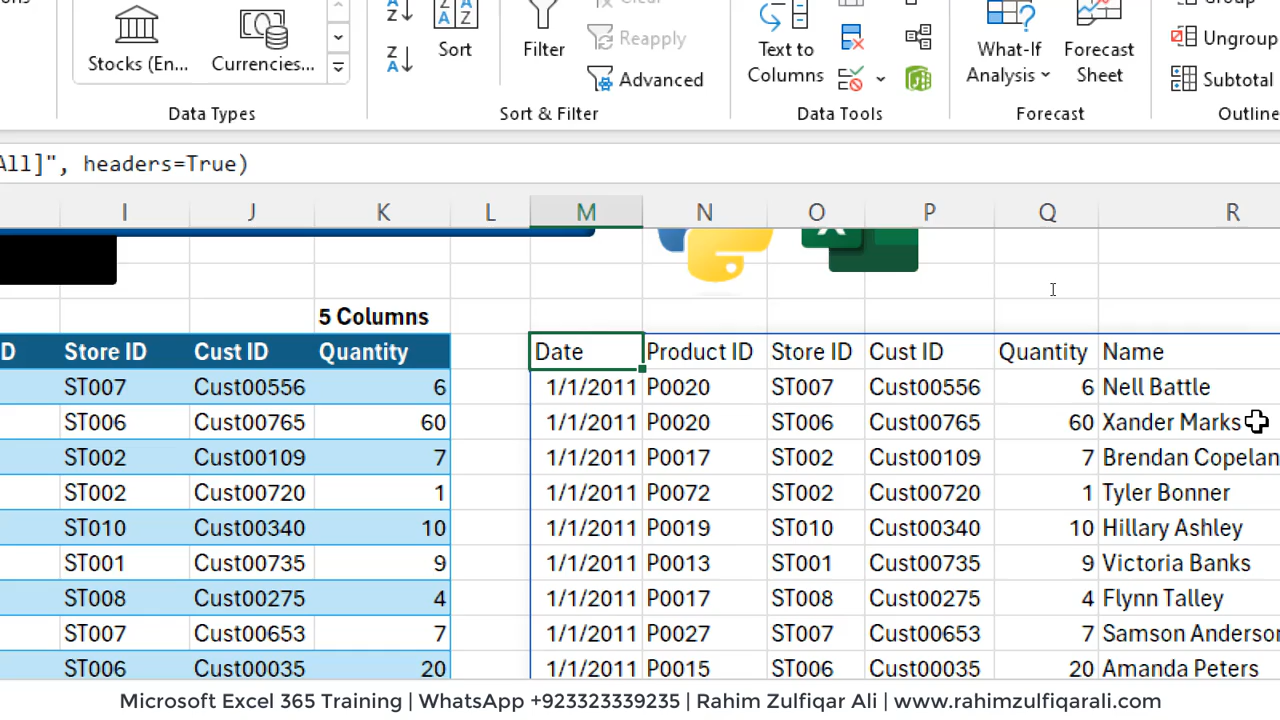 Stocks (En... Currencies...
Sort Filter Clear
Reapply
Advanced
Text to
Columns
What-If
Analysis
Forecast
Sheet
Group
Ungroup
Subtotal
Data Types Sort & Filter Data Tools Forecast Outline
All]", headers=True)
I J K L M N O P Q R
5 Columns
D Store ID Cust ID Quantity Date Product ID Store ID Cust ID Quantity Name
ST007 Cust00556 6 1/1/2011 P0020 ST007 Cust00556 6 Nell Battle
ST006 Cust00765 60 1/1/2011 P0020 ST006 Cust00765 60 Xander Marks
ST002 Cust00109 7 1/1/2011 P0017 ST002 Cust00109 7 Brendan Copelan
ST002 Cust00720 1 1/1/2011 P0072 ST002 Cust00720 1 Tyler Bonner
ST010 Cust00340 10 1/1/2011 P0019 ST010 Cust00340 10 Hillary Ashley
ST001 Cust00735 9 1/1/2011 P0013 ST001 Cust00735 9 Victoria Banks
ST008 Cust00275 4 1/1/2011 P0017 ST008 Cust00275 4 Flynn Talley
ST007 Cust00653 7 1/1/2011 P0027 ST007 Cust00653 7 Samson Anderson
ST006 Cust00035 20 1/1/2011 P0015 ST006 Cust00035 20 Amanda Peters
Microsoft Excel 365 Training | WhatsApp +923323339235 | Rahim Zulfiqar Ali | www.rahimzulfiqarali.com